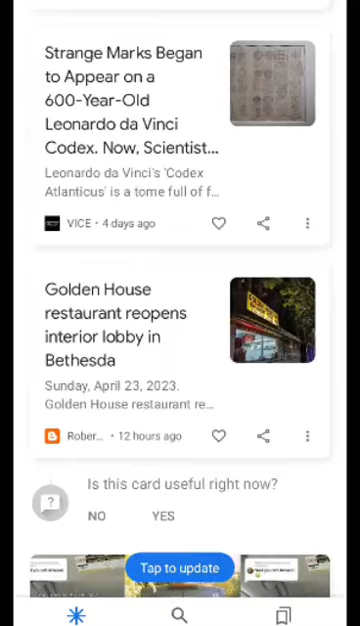 Strange Marks Began
to Appear on a
600-Year-Old
Leonardo da Vinci
Codex. Now, Scientist...
Leonardo da Vinci's 'Codex
Atlanticus' is a tome full of f...
VICE • 4 days ago
Golden House
restaurant reopens
interior lobby in
Bethesda
Sunday, April 23, 2023.
Golden House restaurant re...
Rober... • 12 hours ago
Is this card useful right now?
NO YES
Tap to update